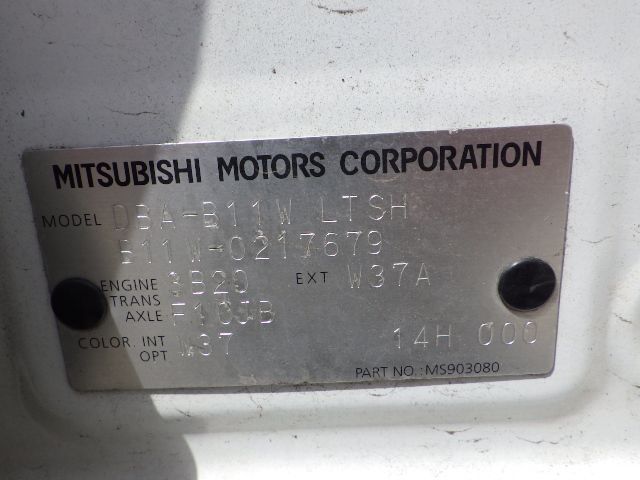 MITSUBISHI MOTORS CORPORATION
MODEL DBA-B11W LTSH
B11W-0217679
ENGINE 3B20 EXT W37A
TRANS
AXLE
COLOR. INT W37 14H 000
OPT
PART NO.:MS903080